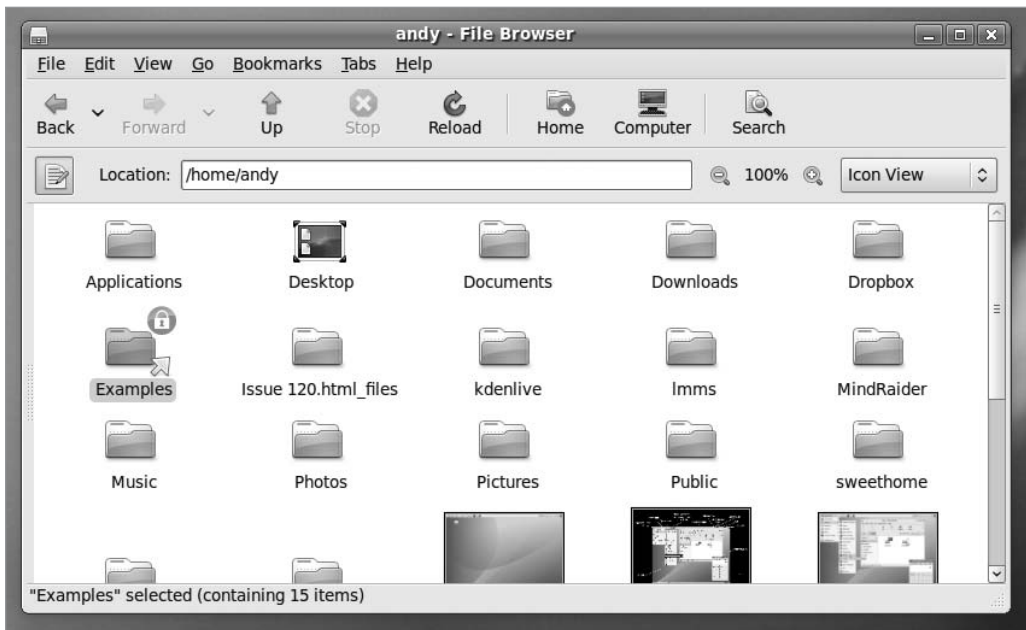 andy - File Browser
File Edit View Go Bookmarks Tabs Help
Back Forward Up Stop Reload Home Computer Search
Location: /home/andy 100% Icon View
Applications Desktop Documents Downloads Dropbox
Examples Issue 120.html_files kdenlive lmms MindRaider
Music Photos Pictures Public sweethome
"Examples" selected (containing 15 items)